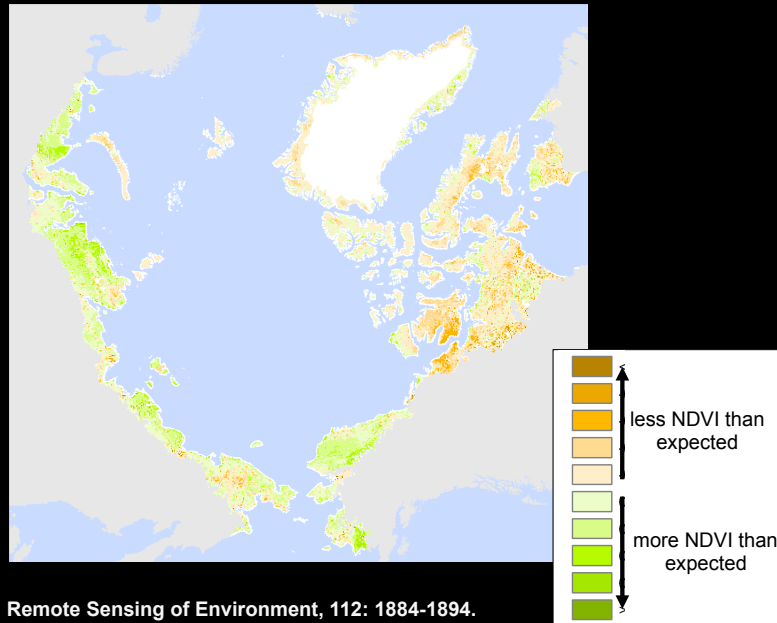 less NDVI than
expected
more NDVI than
expected
Remote Sensing of Environment, 112: 1884-1894.